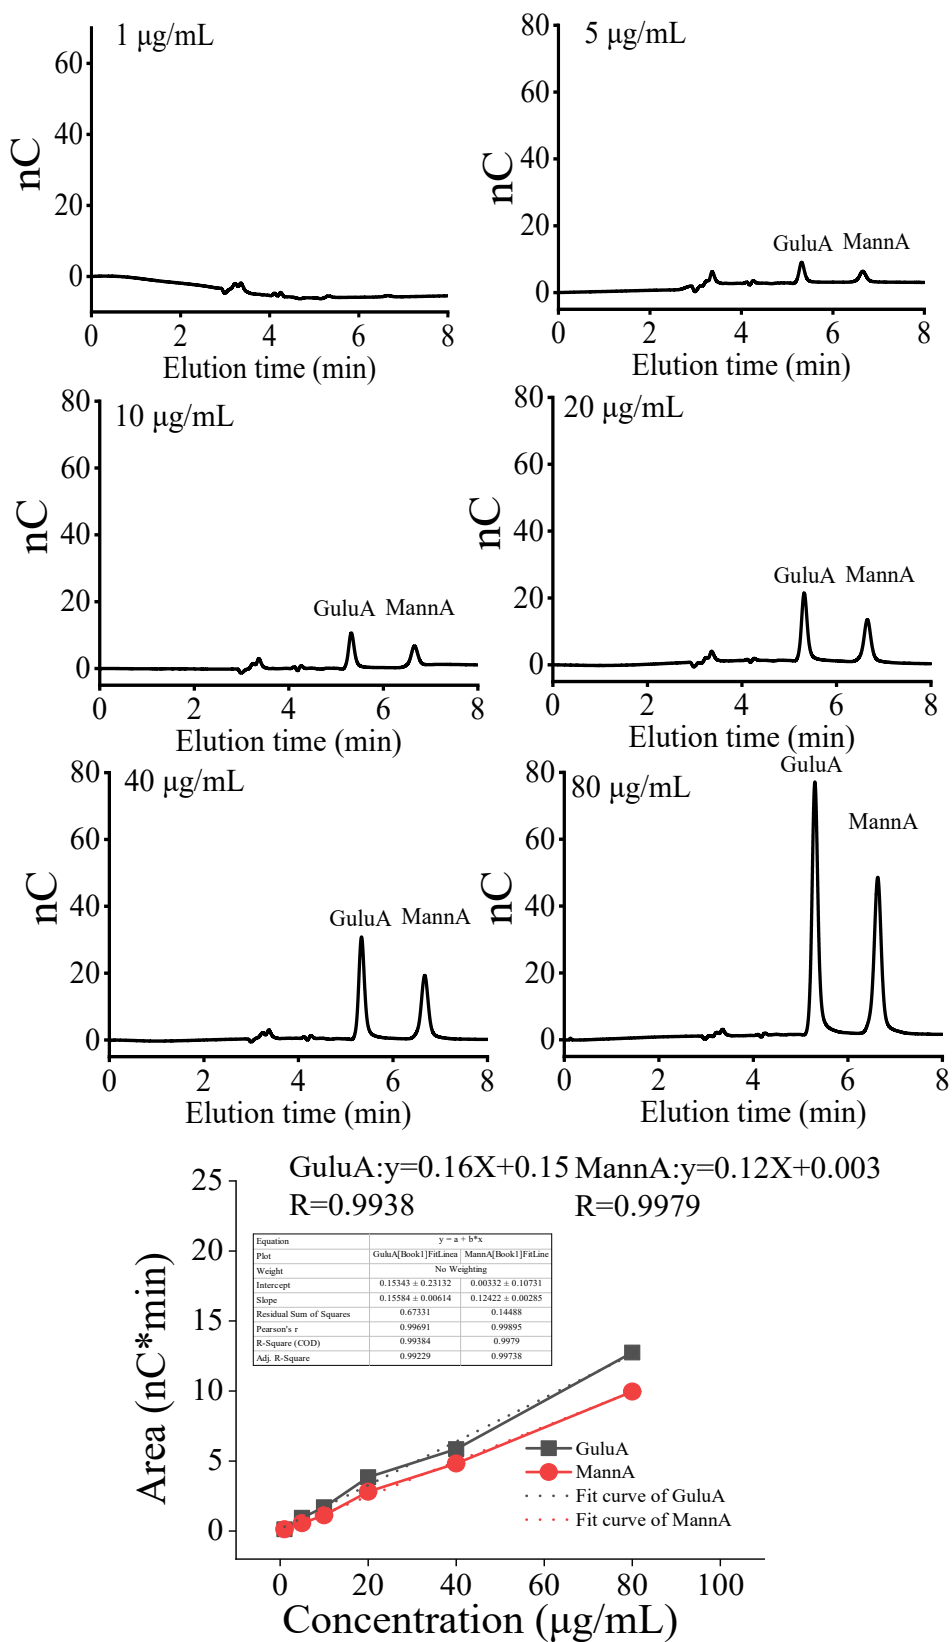 1 μg/mL
60
40
20
0
nC
0 2 4 6 8
Elution time (min)
5 μg/mL
80
60
40
20
0
nC
GuluA MannA
0 2 4 6 8
Elution time (min)
10 μg/mL
80
60
40
20
0
nC
GuluA MannA
0 2 4 6 8
Elution time (min)
20 μg/mL
80
60
40
20
0
nC
GuluA MannA
0 2 4 6 8
Elution time (min)
40 μg/mL
80
60
40
20
0
nC
GuluA MannA
0 2 4 6 8
Elution time (min)
80 μg/mL
80
60
40
20
0
nC
GuluA
MannA
0 2 4 6 8
Elution time (min)
GuluA:y=0.16X+0.15 MannA:y=0.12X+0.003
R=0.9938 R=0.9979
Equation y = a + b*x
Plot GuluA[Book1]FitLinea MannA[Book1]FitLine
Weight No Weighting
Intercept 0.15343 ± 0.23132 0.00332 ± 0.10731
Slope 0.15584 ± 0.00614 0.12422 ± 0.00285
Residual Sum of Squares 0.67331 0.14488
Pearson's r 0.99691 0.99895
R-Square (COD) 0.99384 0.9979
Adj. R-Square 0.99229 0.99738
25
20
15
10
5
0
Area (nC*min)
GuluA
MannA
Fit curve of GuluA
Fit curve of MannA
0 20 40 60 80 100
Concentration (μg/mL)